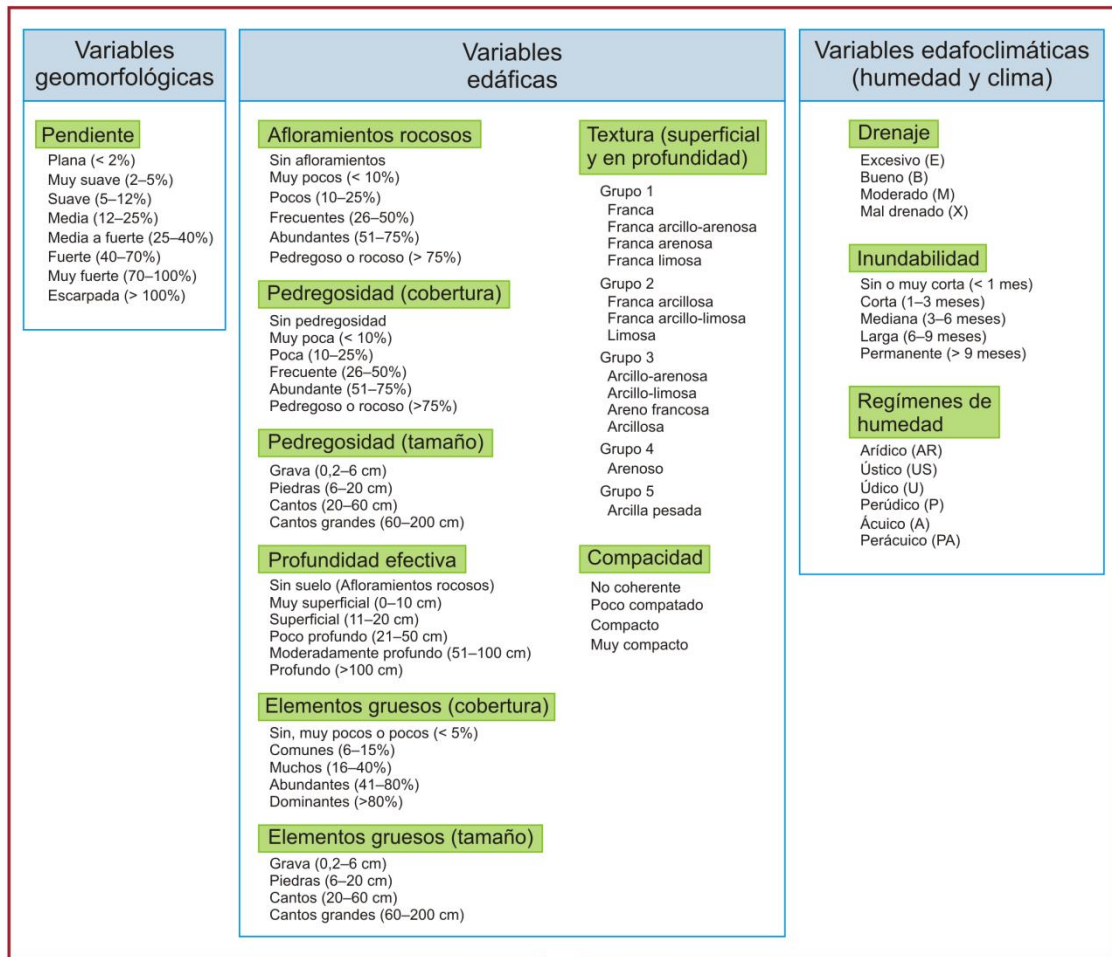 Variables
geomorfológicas
Pendiente
Plana (< 2%)
Muy suave (2–5%)
Suave (5–12%)
Media (12–25%)
Media a fuerte (25–40%)
Fuerte (40–70%)
Muy fuerte (70–100%)
Escarpada (> 100%)
Variables
edáficas
Afloramientos rocosos
Sin afloramientos
Muy pocos (< 10%)
Pocos (10–25%)
Frecuentes (26–50%)
Abundantes (51–75%)
Pedregoso o rocoso (> 75%)
Pedregosidad (cobertura)
Sin pedregosidad
Muy poca (< 10%)
Poca (10–25%)
Frecuente (26–50%)
Abundante (51–75%)
Pedregoso o rocoso (>75%)
Pedregosidad (tamaño)
Grava (0,2–6 cm)
Piedras (6–20 cm)
Cantos (20–60 cm)
Cantos grandes (60–200 cm)
Profundidad efectiva
Sin suelo (Afloramientos rocosos)
Muy superficial (0–10 cm)
Superficial (11–20 cm)
Poco profundo (21–50 cm)
Moderadamente profundo (51–100 cm)
Profundo (>100 cm)
Elementos gruesos (cobertura)
Sin, muy pocos o pocos (< 5%)
Comunes (6–15%)
Muchos (16–40%)
Abundantes (41–80%)
Dominantes (>80%)
Elementos gruesos (tamaño)
Grava (0,2–6 cm)
Piedras (6–20 cm)
Cantos (20–60 cm)
Cantos grandes (60–200 cm)
Textura (superficial
y en profundidad)
Grupo 1
Franca
Franca arcillo-arenosa
Franca arenosa
Franca limosa
Grupo 2
Franca arcillosa
Franca arcillo-limosa
Limosa
Grupo 3
Arcillo-arenosa
Arcillo-limosa
Areno francosa
Arcillosa
Grupo 4
Arenoso
Grupo 5
Arcilla pesada
Compacidad
No coherente
Poco compatado
Compacto
Muy compacto
Variables edafoclimáticas
(humedad y clima)
Drenaje
Excesivo (E)
Bueno (B)
Moderado (M)
Mal drenado (X)
Inundabilidad
Sin o muy corta (< 1 mes)
Corta (1–3 meses)
Mediana (3–6 meses)
Larga (6–9 meses)
Permanente (> 9 meses)
Regímenes de
humedad
Arídico (AR)
Ústico (US)
Údico (U)
Perúdico (P)
Ácuico (A)
Perácuico (PA)